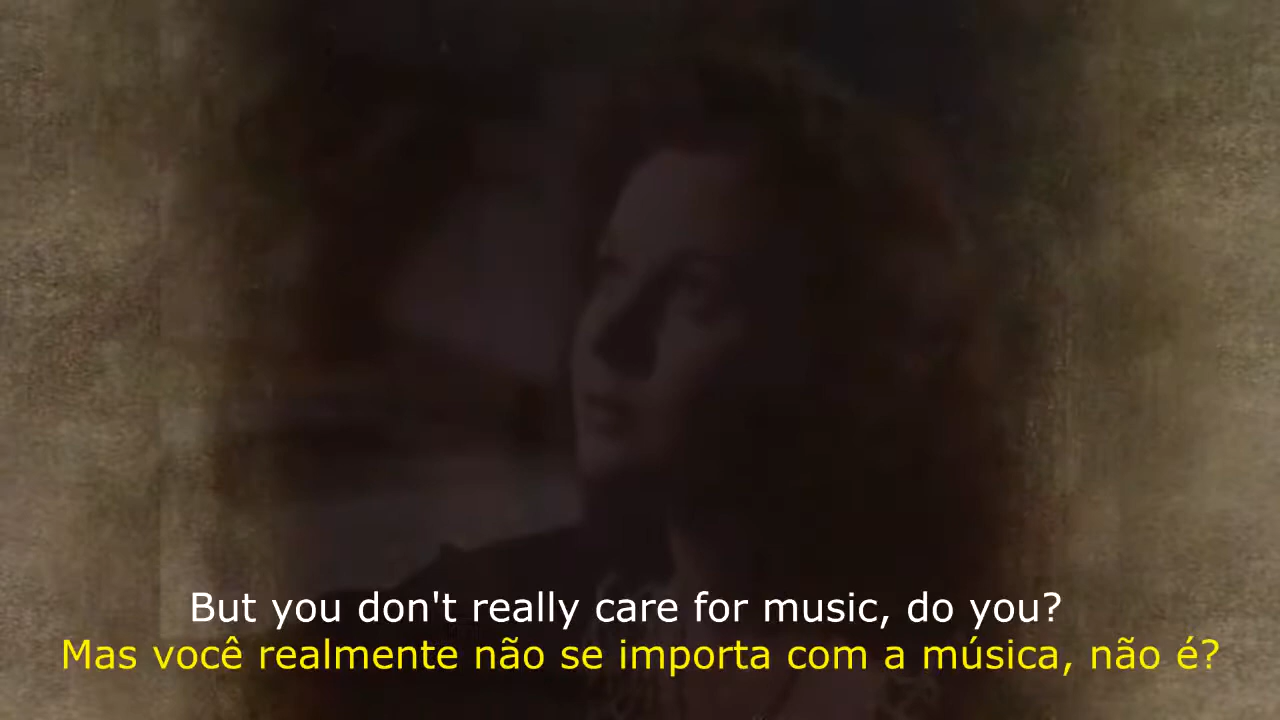 But you don't really care for music, do you?
Mas você realmente não se importa com a música, não é?